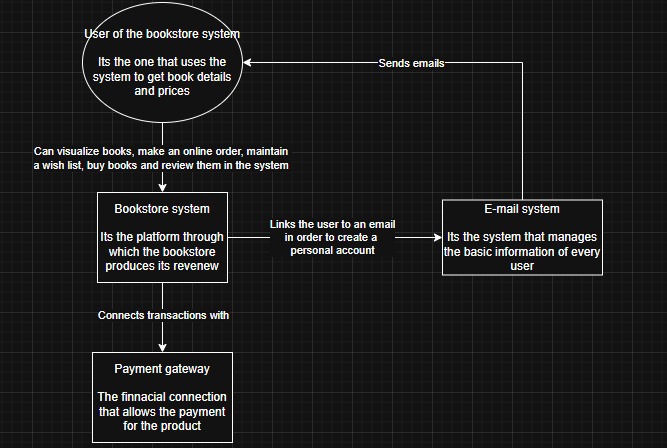 User of the bookstore system
Its the one that uses the
system to get book details
and prices
Sends emails
Can visualize books, make an online order, maintain
a wish list, buy books and review them in the system
Bookstore system
Its the platform through
which the bookstore
produces its revenew
Links the user to an email
in order to create a
personal account
E-mail system
Its the system that manages
the basic information of every
user
Connects transactions with
Payment gateway
The finnacial connection
that allows the payment
for the product